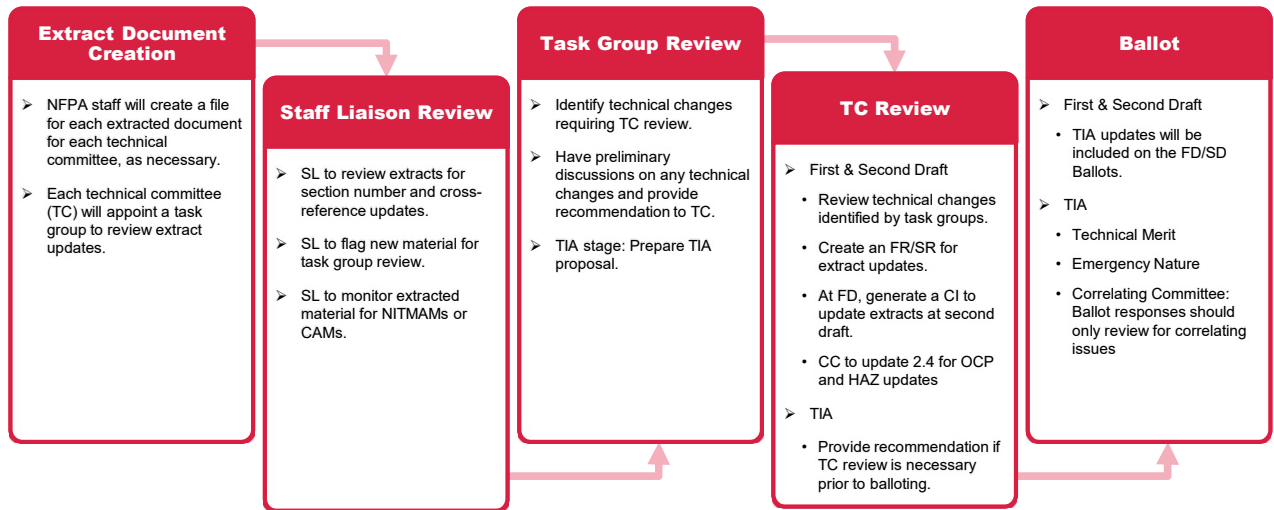 Extract Document
Creation
➢ NFPA staff will create a file
for each extracted document
for each technical
committee, as necessary.
➢ Each technical committee
(TC) will appoint a task
group to review extract
updates.
Staff Liaison Review
➢ SL to review extracts for
section number and cross-
reference updates.
➢ SL to flag new material for
task group review.
➢ SL to monitor extracted
material for NITMAMs or
CAMs.
Task Group Review
➢ Identify technical changes
requiring TC review.
➢ Have preliminary
discussions on any technical
changes and provide
recommendation to TC.
➢ TIA stage: Prepare TIA
proposal.
TC Review
➢ First & Second Draft
• Review technical changes
identified by task groups.
• Create an FR/SR for
extract updates.
• At FD, generate a CI to
update extracts at second
draft.
• CC to update 2.4 for OCP
and HAZ updates
➢ TIA
• Provide recommendation if
TC review is necessary
prior to balloting.
Ballot
➢ First & Second Draft
• TIA updates will be
included on the FD/SD
Ballots.
➢ TIA
• Technical Merit
• Emergency Nature
• Correlating Committee:
Ballot responses should
only review for correlating
issues